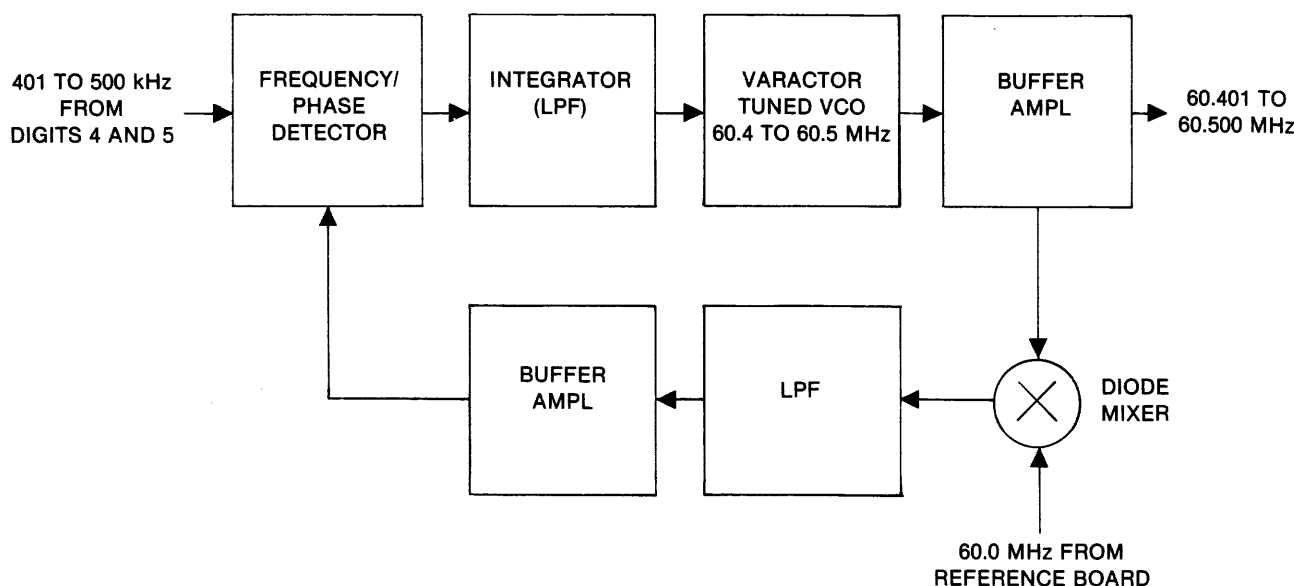 401 TO 500 kHz
FROM
DIGITS 4 AND 5
FREQUENCY/
PHASE
DETECTOR
INTEGRATOR
(LPF)
VARACTOR
TUNED VCO
60.4 TO 60.5 MHz
BUFFER
AMPL
60.401 TO
60.500 MHz
BUFFER
AMPL
LPF
DIODE
MIXER
60.0 MHz FROM
REFERENCE BOARD